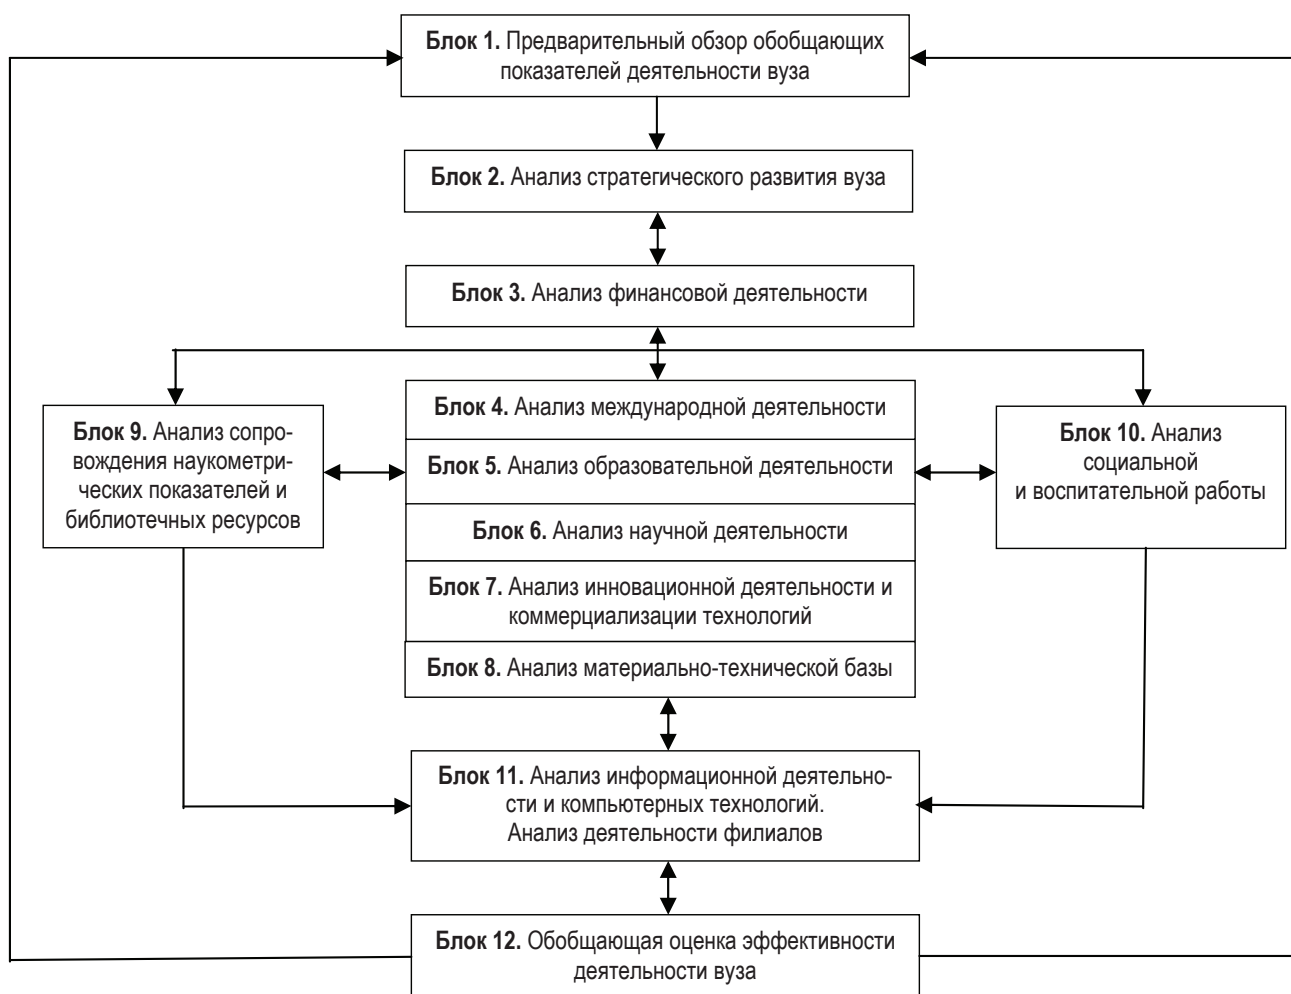 Блок 1. Предварительный обзор обобщающих
показателей деятельности вуза
Блок 2. Анализ стратегического развития вуза
Блок 3. Анализ финансовой деятельности
Блок 4. Анализ международной деятельности
Блок 9. Анализ сопро-
вождения наукометри-
ческих показателей и
библиотечных ресурсов
Блок 5. Анализ образовательной деятельности
Блок 10. Анализ
социальной
и воспитательной работы
Блок 6. Анализ научной деятельности
Блок 7. Анализ инновационной деятельности и
коммерциализации технологий
Блок 8. Анализ материально-технической базы
Блок 11. Анализ информационной деятельно-
сти и компьютерных технологий.
Анализ деятельности филиалов
Блок 12. Обобщающая оценка эффективности
деятельности вуза